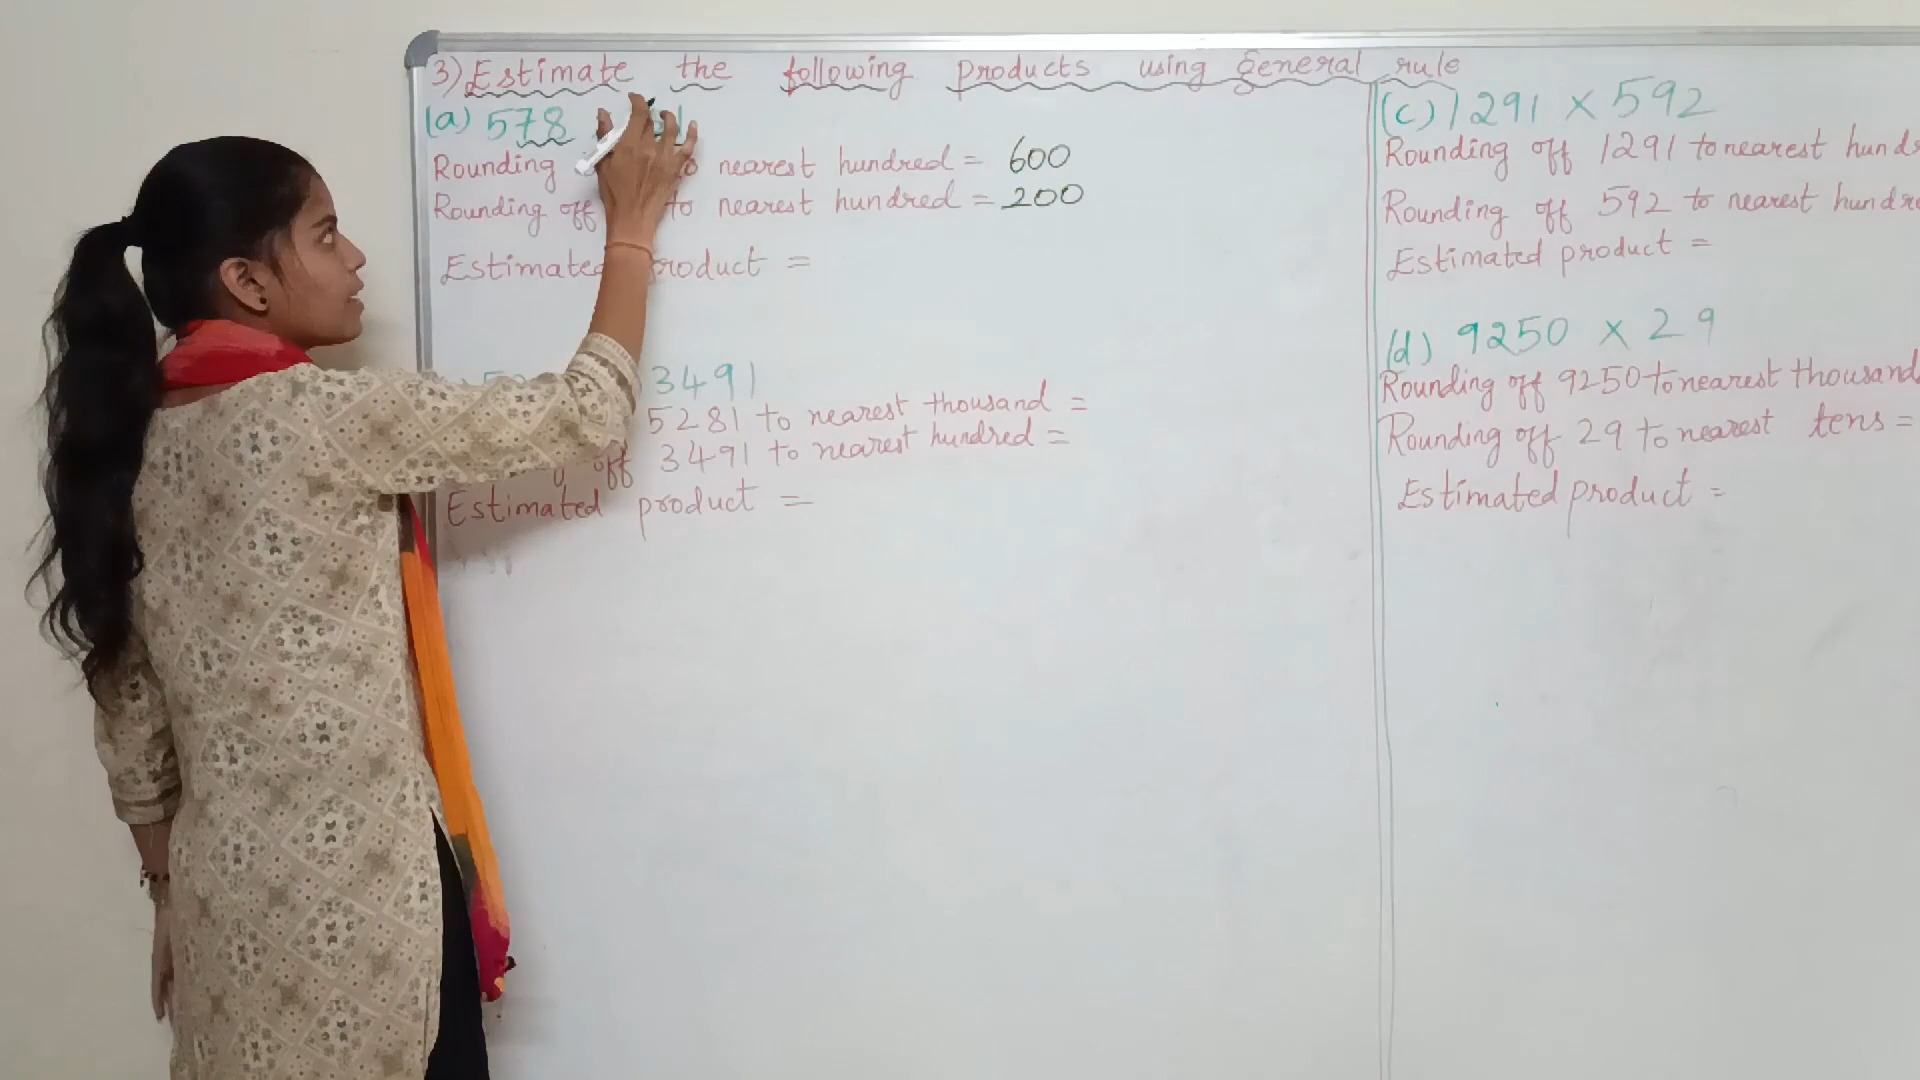 3) Estimate the following products using general rule
(a) 578
Rounding to nearest hundred = 600
Rounding off to nearest hundred = 200
Estimated product =
3491
5281 to nearest thousand =
off 3491 to nearest hundred =
Estimated product =
(c) 1291 × 592
Rounding off 1291 to nearest
Rounding off 592 to nearest
Estimated product =
(d) 9250 × 29
Rounding off 9250 to nearest thousand
Rounding off 29 to nearest tens =
Estimated product =